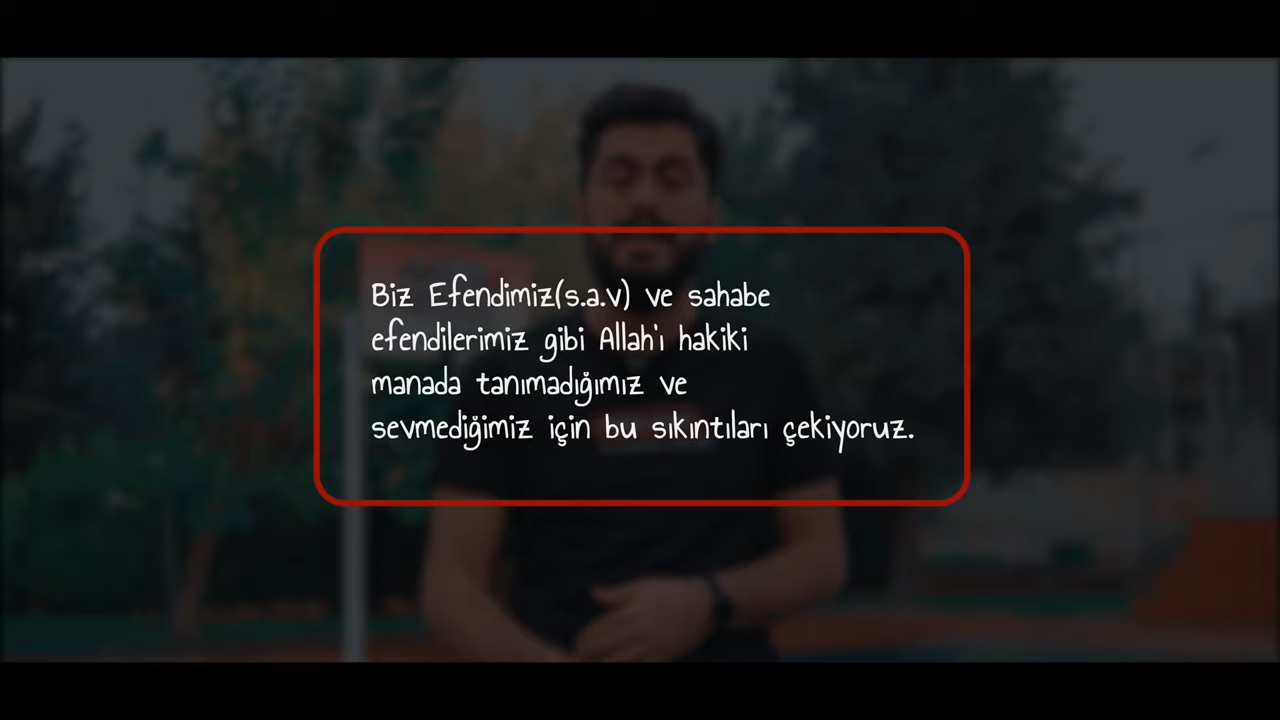 Biz Efendimiz(s.a.v) ve sahabe
efendilerimiz gibi Allah'ı hakiki
manada tanımadığımız ve
sevmediğimiz için bu sıkıntıları çekiyoruz.